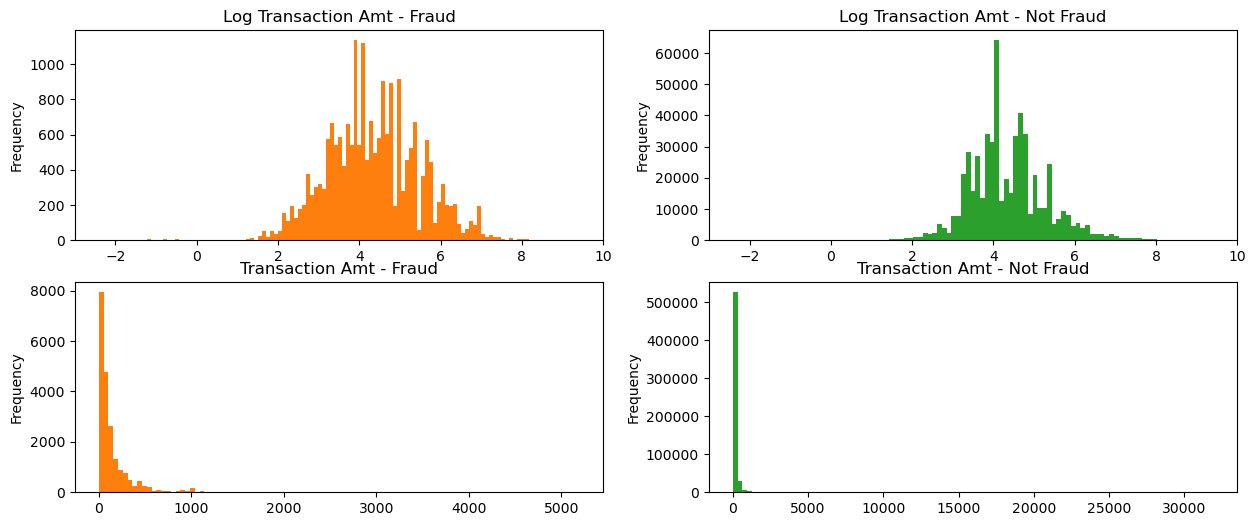 Log Transaction Amt - Fraud
Log Transaction Amt - Not Fraud
Frequency
1000
800
600
400
200
0
−2 0 2 4 6 8 10
Frequency
60000
50000
40000
30000
20000
10000
0
−2 0 2 4 6 8 10
Transaction Amt - Fraud
Transaction Amt - Not Fraud
Frequency
8000
6000
4000
2000
0
0 1000 2000 3000 4000 5000
Frequency
500000
400000
300000
200000
100000
0
0 5000 10000 15000 20000 25000 30000